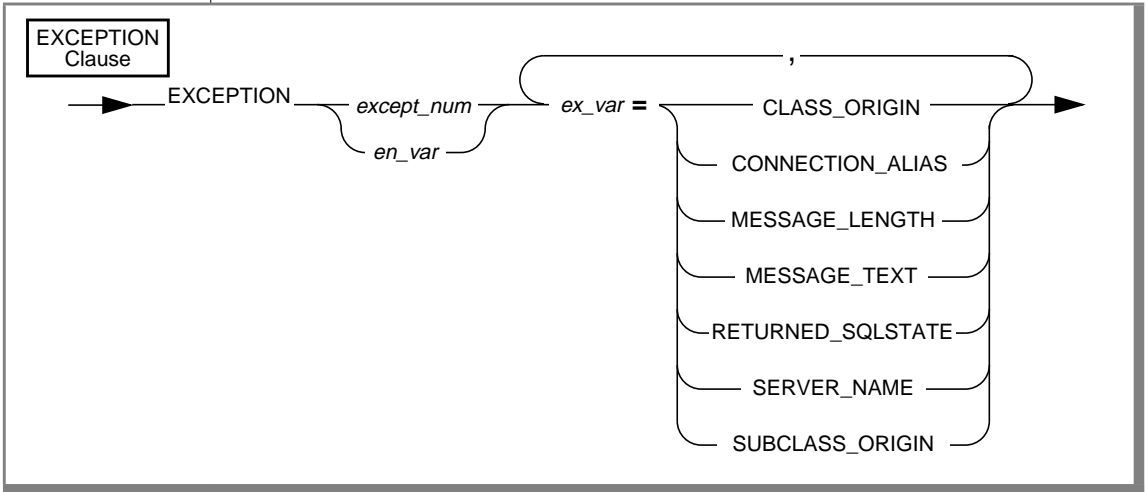 EXCEPTION
Clause
,
EXCEPTION except_num ex_var = CLASS_ORIGIN
en_var
CONNECTION_ALIAS
MESSAGE_LENGTH
MESSAGE_TEXT
RETURNED_SQLSTATE
SERVER_NAME
SUBCLASS_ORIGIN